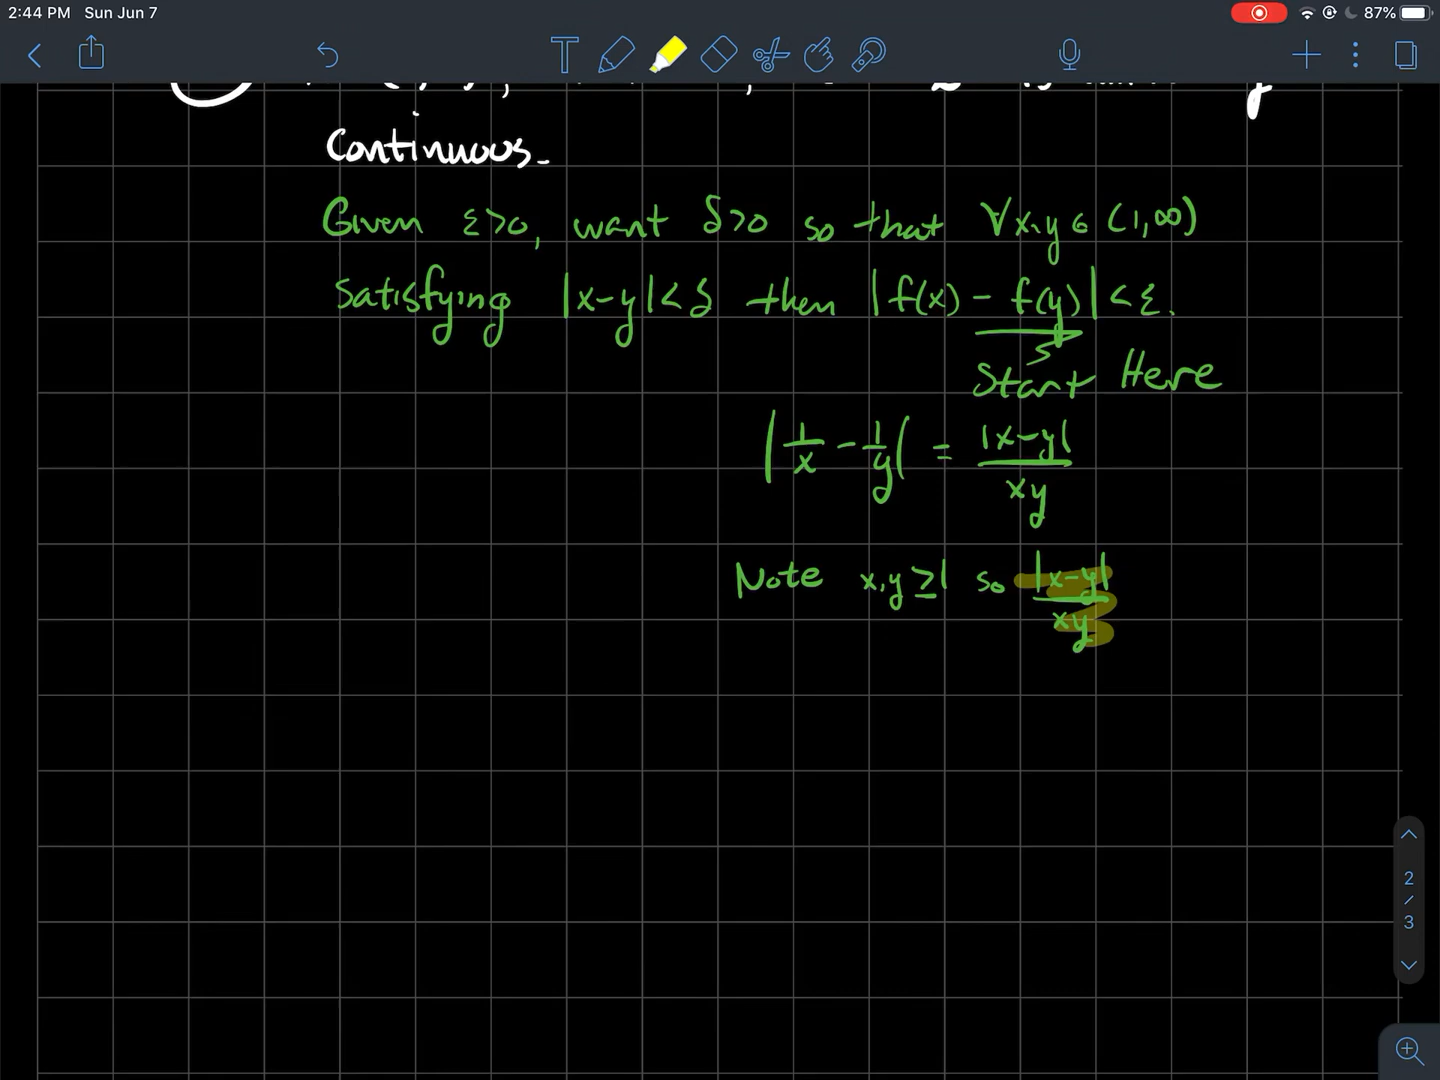 2:44 PM Sun Jun 7
87%
T
Continuous.
Given ε>0, want δ>0 so that ∀x,y∈(1,∞)
satisfying |x-y|<δ then |f(x) - f(y)|<ε.
Start Here
|1/x - 1/y| = |x-y|/xy
Note x,y ≥1 so |x-y|/xy
2
/
3